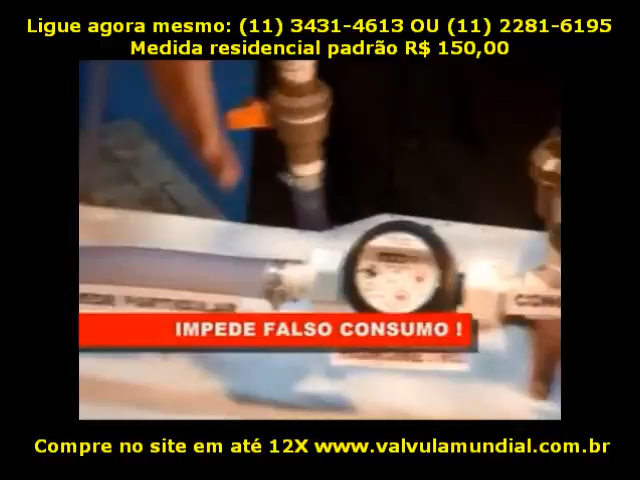 Ligue agora mesmo: (11) 3431-4613 OU (11) 2281-6195
Medida residencial padrão R$ 150,00
PARTICULAR
IMPEDE FALSO CONSUMO !
Compre no site em até 12X www.valvulamundial.com.br